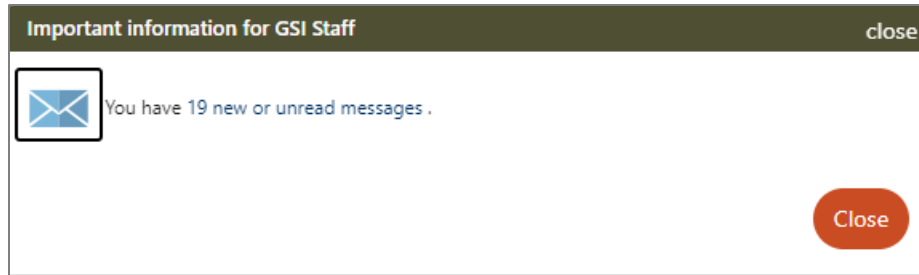 Important information for GSI Staff close
You have 19 new or unread messages .
Close